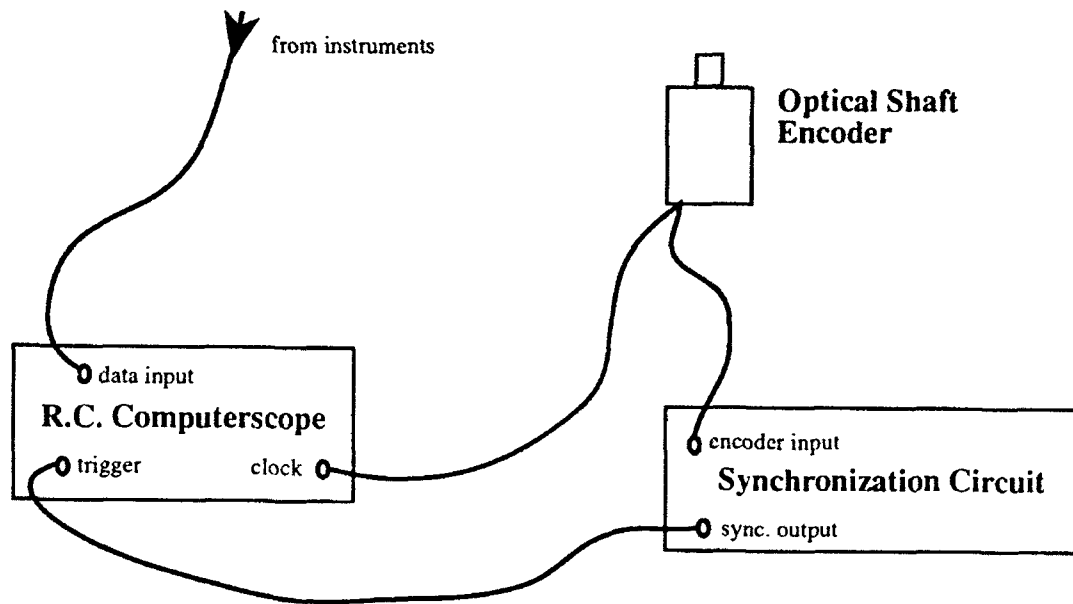 from instruments
Optical Shaft
Encoder
data input
R.C. Computerscope
trigger
clock
encoder input
Synchronization Circuit
sync. output